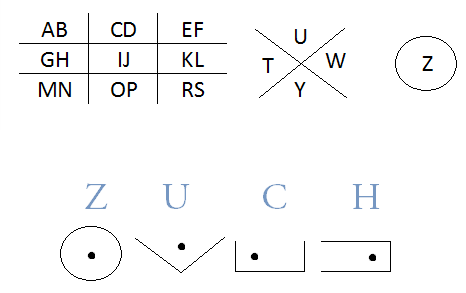 AB CD EF
GH IJ KL
MN OP RS
U
T W
Y
Z
Z U C H